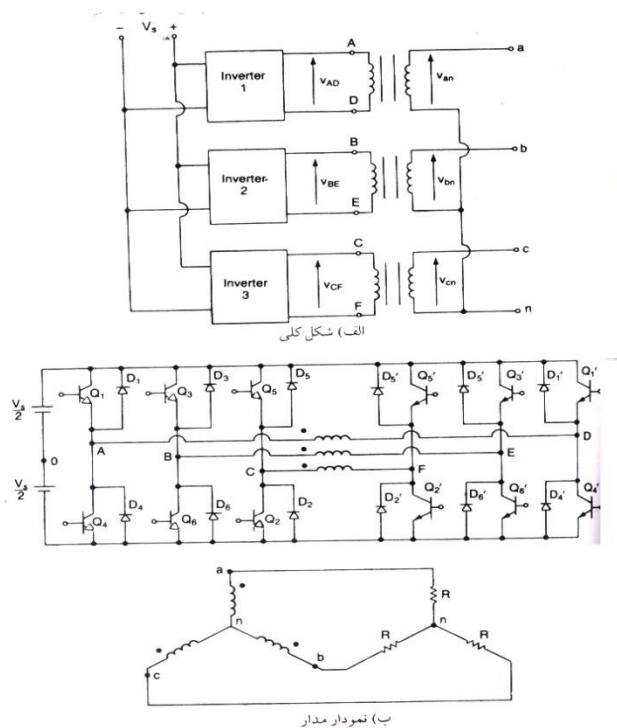 − Vs +
A
Inverter 1
vAD
van
a
D
B
Inverter- 2
vBE
vbn
b
E
C
Inverter 3
vCF
vcn
c
F
n
الف) شکل کلی
Vs/2
Q1 D1 Q3 D3 Q5 D5 D5' Q5' D5' Q3' D1' Q1'
A D
0 B E
C F
Vs/2
Q4 D4 Q6 D6 Q2 D2 D2' Q2' D6' Q6' D4' Q4'
a
R
n n
R R
b
c
ب) نمودار مدار